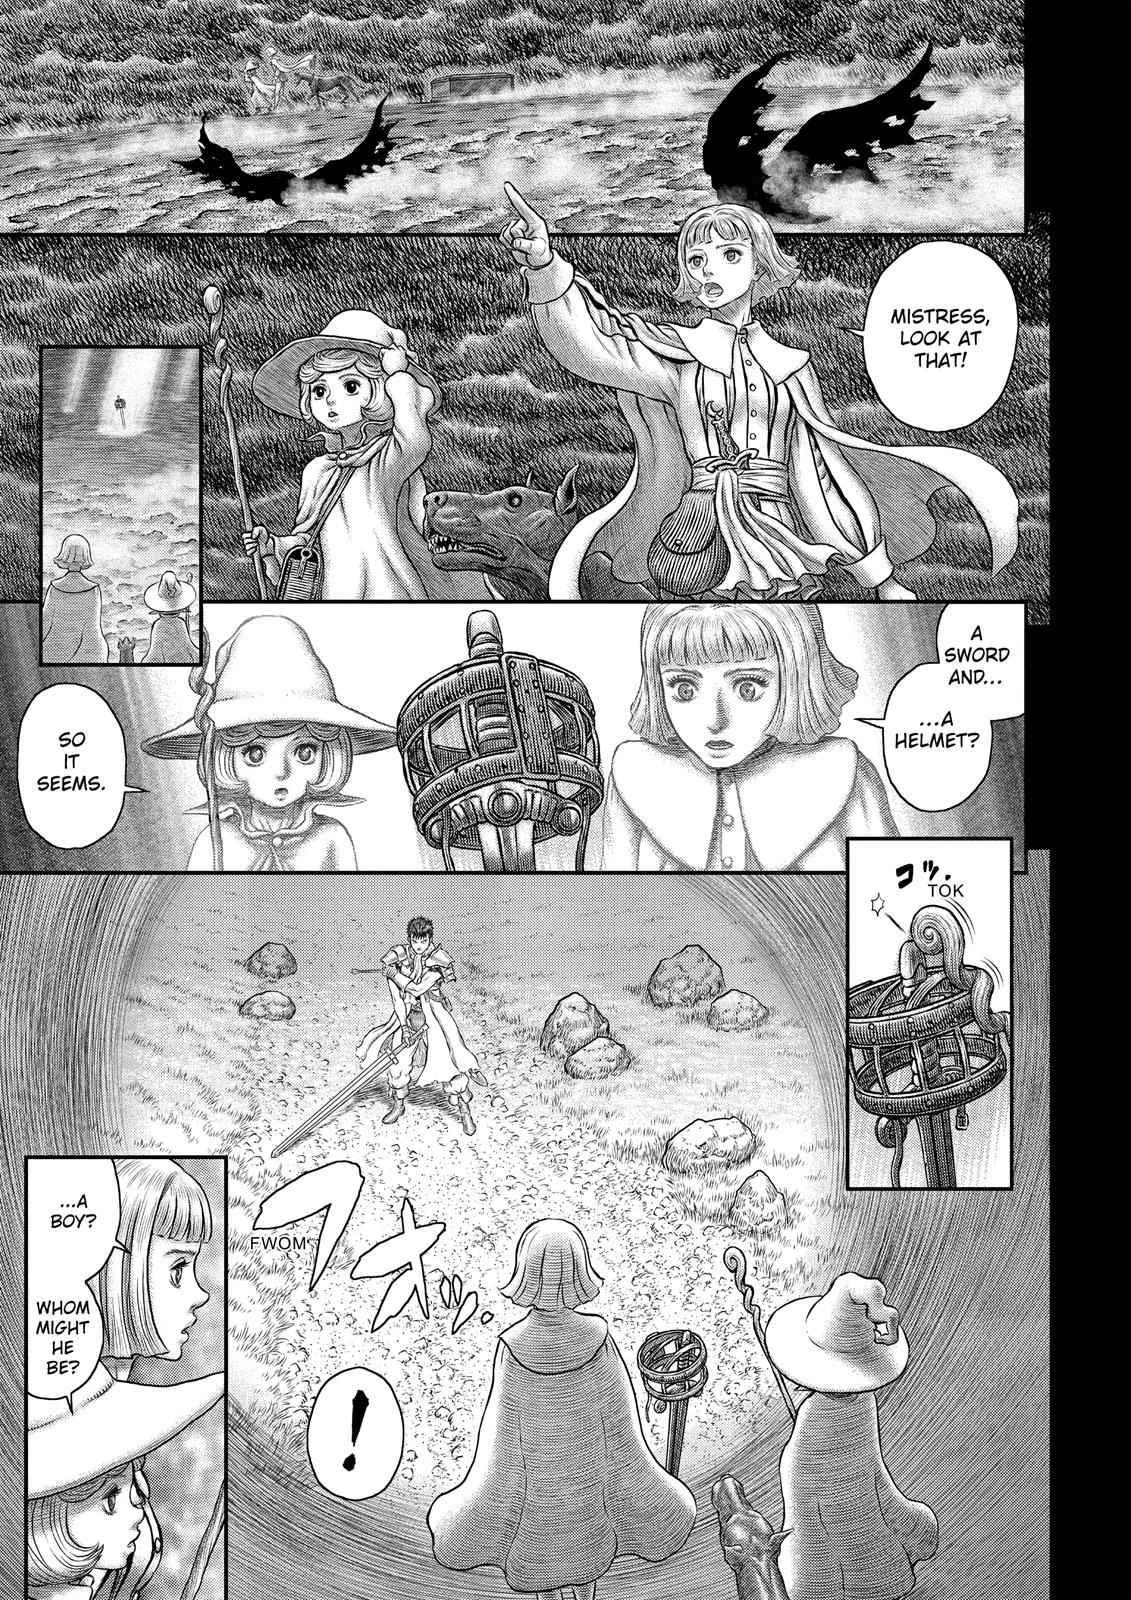 MISTRESS,
LOOK AT
THAT!
A
SWORD
AND...
...A
HELMET?
SO
IT
SEEMS.
コッ.
TOK
フオッ.
FWOM
!
...A
BOY?
WHOM
MIGHT
HE
BE?